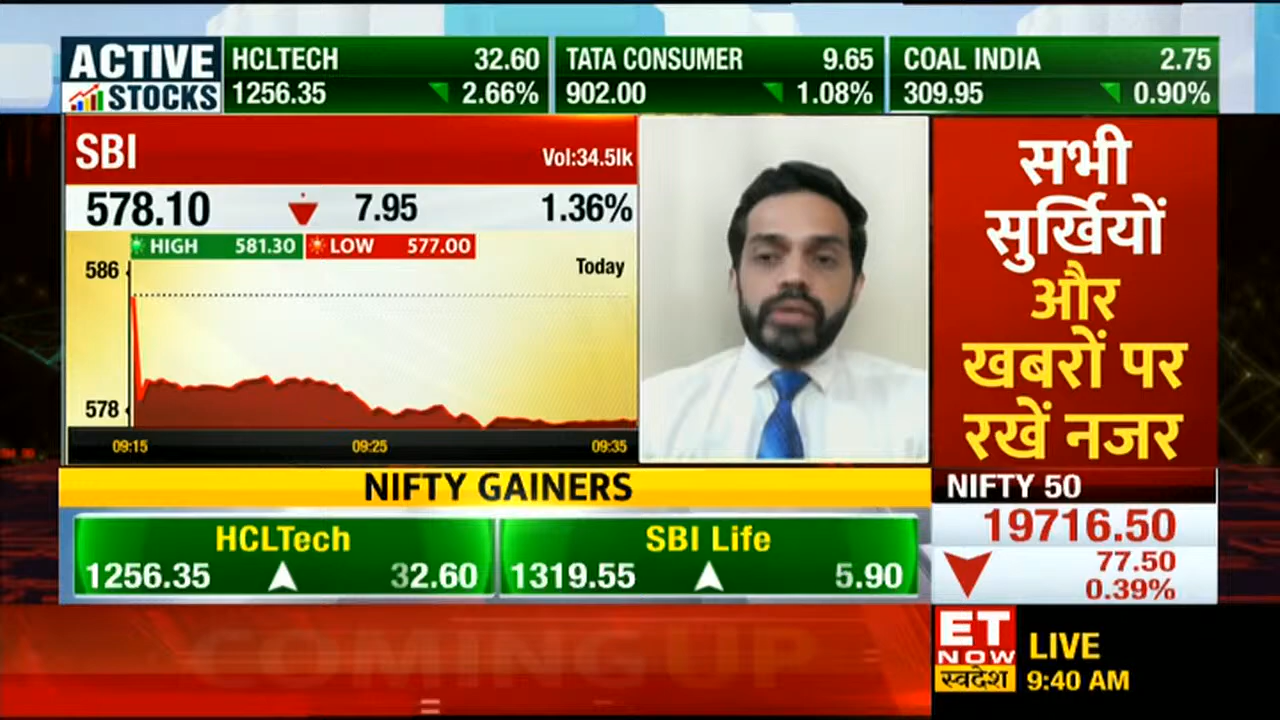 ACTIVE STOCKS
HCLTECH 32.60
1256.35 2.66%
TATA CONSUMER 9.65
902.00 1.08%
COAL INDIA 2.75
309.95 0.90%
SBI Vol:34.5lk
578.10 7.95 1.36%
HIGH 581.30 LOW 577.00
Today
586
578
09:15 09:25 09:35
सभी
सुर्खियों
और
खबरों पर
रखें नजर
NIFTY GAINERS
HCLTech
1256.35 32.60
SBI Life
1319.55 5.90
NIFTY 50
19716.50
77.50
0.39%
COMING UP
ET
NOW
स्वदेश
LIVE
9:40 AM